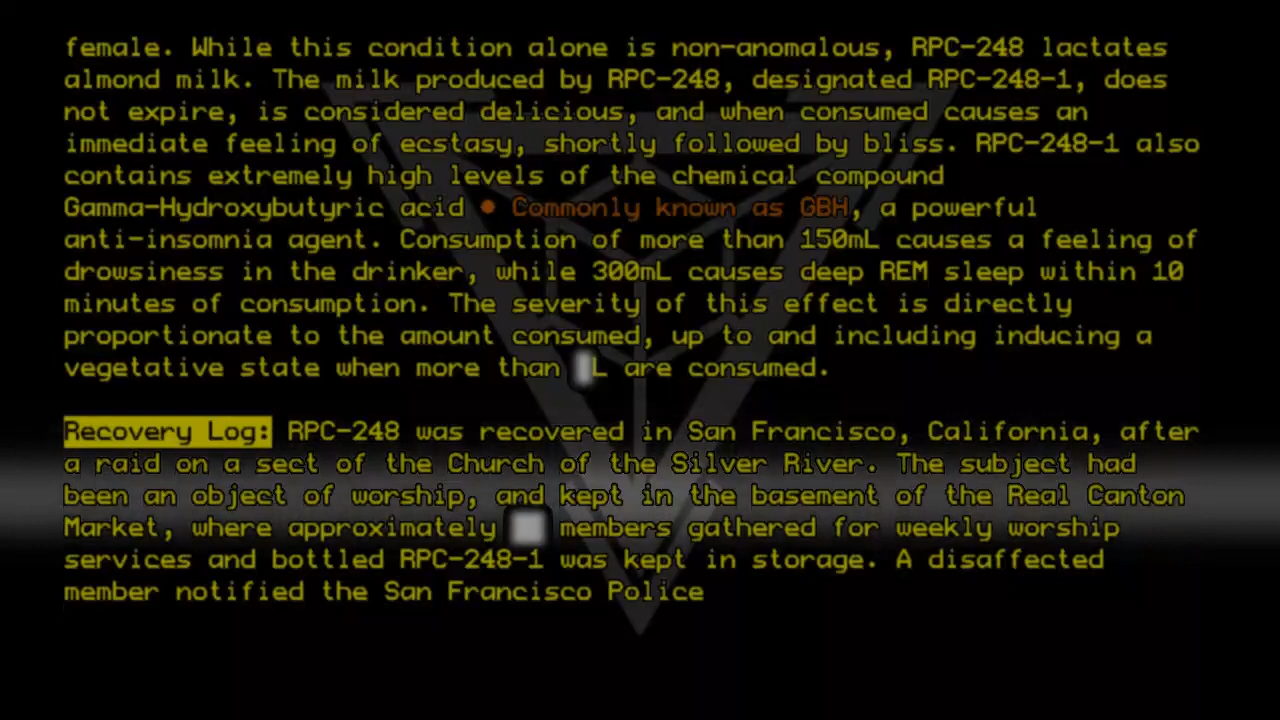 female. While this condition alone is non-anomalous, RPC-248 lactates
almond milk. The milk produced by RPC-248, designated RPC-248-1, does
not expire, is considered delicious, and when consumed causes an
immediate feeling of ecstasy, shortly followed by bliss. RPC-248-1 also
contains extremely high levels of the chemical compound
Gamma-Hydroxybutyric acid • Commonly known as GBH, a powerful
anti-insomnia agent. Consumption of more than 150mL causes a feeling of
drowsiness in the drinker, while 300mL causes deep REM sleep within 10
minutes of consumption. The severity of this effect is directly
proportionate to the amount consumed, up to and including inducing a
vegetative state when more than █L are consumed.
Recovery Log: RPC-248 was recovered in San Francisco, California, after
a raid on a sect of the Church of the Silver River. The subject had
been an object of worship, and kept in the basement of the Real Canton
Market, where approximately ██ members gathered for weekly worship
services and bottled RPC-248-1 was kept in storage. A disaffected
member notified the San Francisco Police